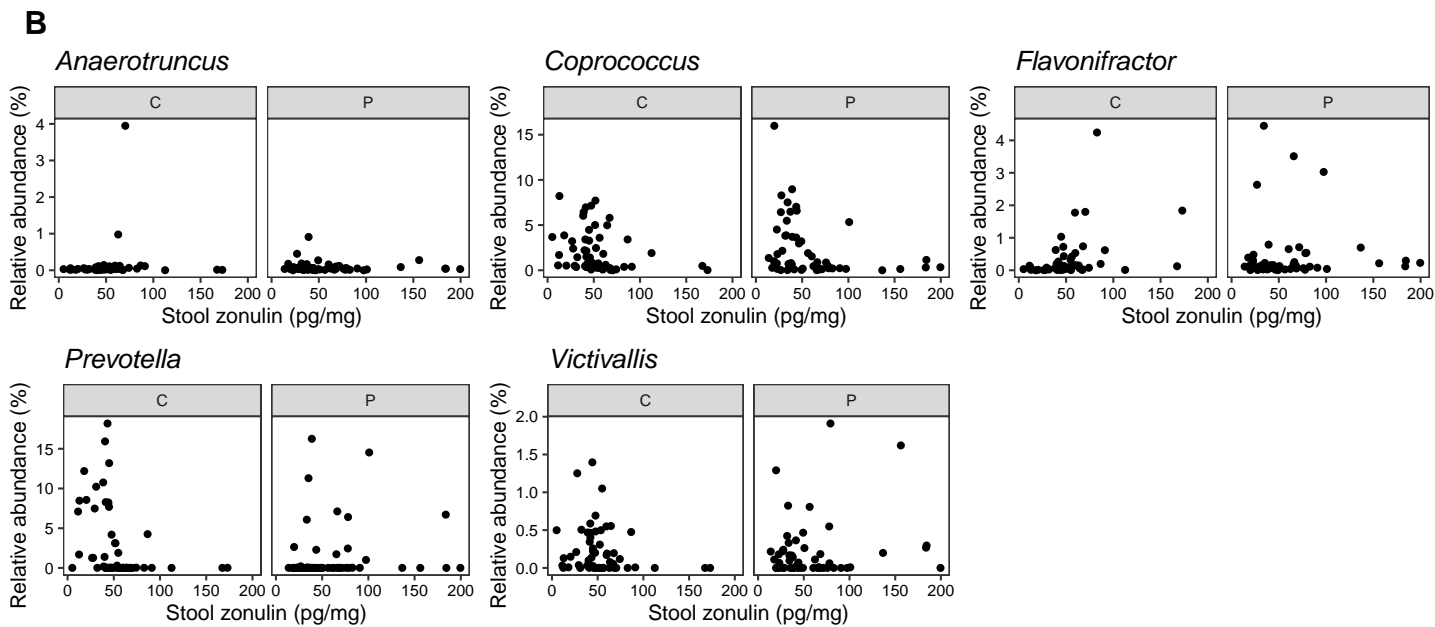 B
Anaerotruncus
Relative abundance (%)
C
P
4
3
2
1
0
0 50 100 150 200 0 50 100 150 200
Stool zonulin (pg/mg)
Coprococcus
Relative abundance (%)
C
P
15
10
5
0
0 50 100 150 200 0 50 100 150 200
Stool zonulin (pg/mg)
Flavonifractor
Relative abundance (%)
C
P
4
3
2
1
0
0 50 100 150 200 0 50 100 150 200
Stool zonulin (pg/mg)
Prevotella
Relative abundance (%)
C
P
15
10
5
0
0 50 100 150 200 0 50 100 150 200
Stool zonulin (pg/mg)
Victivallis
Relative abundance (%)
C
P
2.0
1.5
1.0
0.5
0.0
0 50 100 150 200 0 50 100 150 200
Stool zonulin (pg/mg)